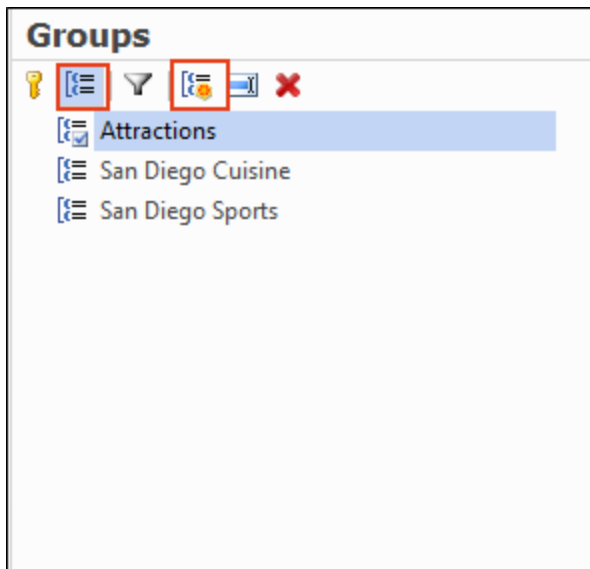 Groups
Attractions
San Diego Cuisine
San Diego Sports